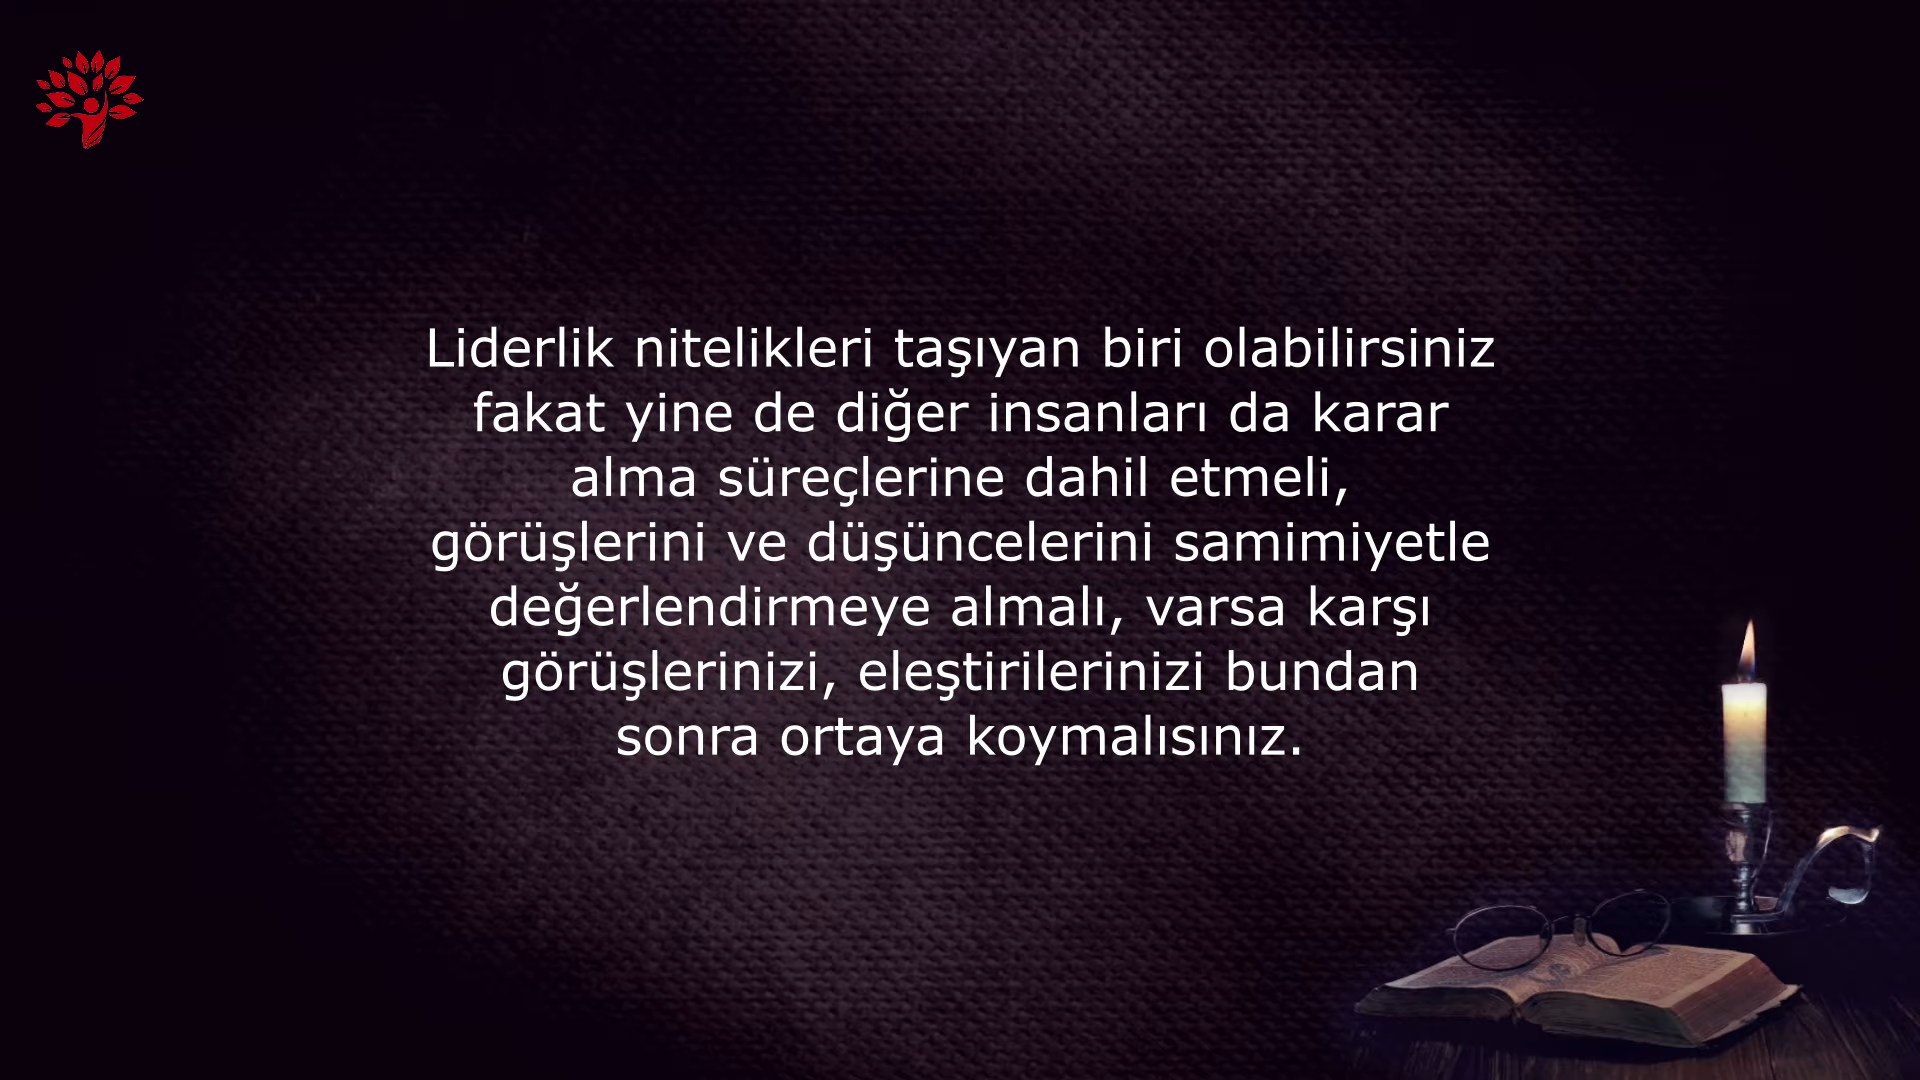 Liderlik nitelikleri taşıyan biri olabilirsiniz
fakat yine de diğer insanları da karar
alma süreçlerine dahil etmeli,
görüşlerini ve düşüncelerini samimiyetle
değerlendirmeye almalı, varsa karşı
görüşlerinizi, eleştirilerinizi bundan
sonra ortaya koymalısınız.